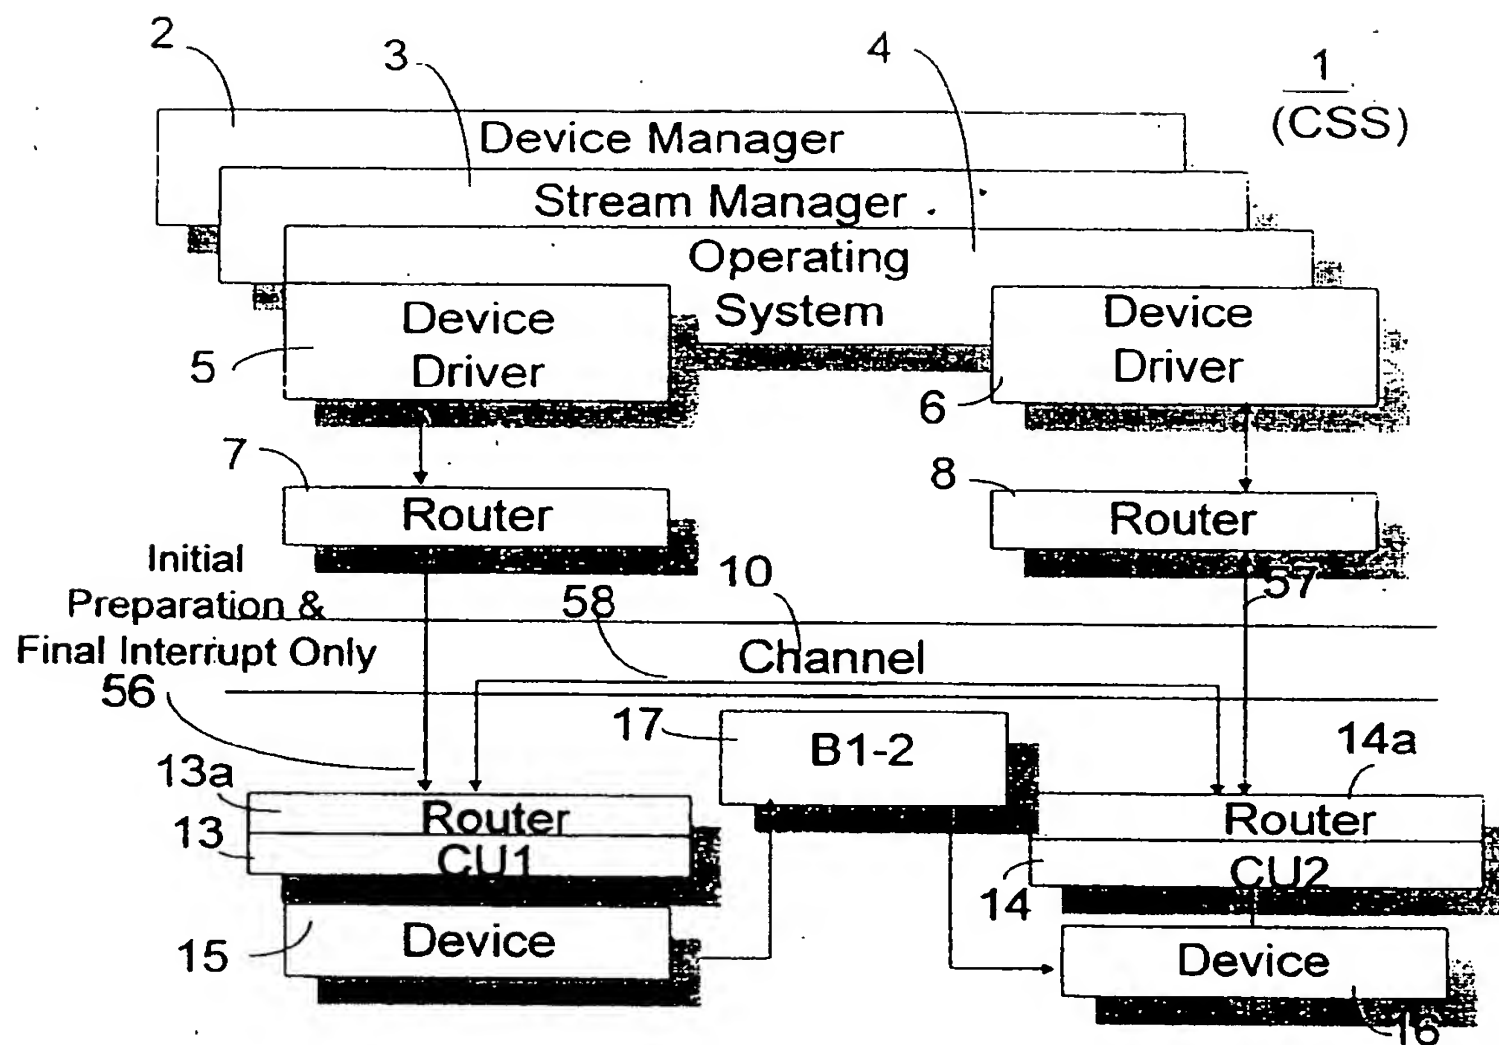 2
3
4
1
(CSS)
Device Manager
Stream Manager
Operating
System
Device
Driver
5
Device
Driver
6
7
Router
8
Router
Initial
Preparation &
Final Interrupt Only
58
10
57
Channel
56
17
B1-2
14a
13a
Router
13
CU1
Router
CU2
14
15
Device
Device
16